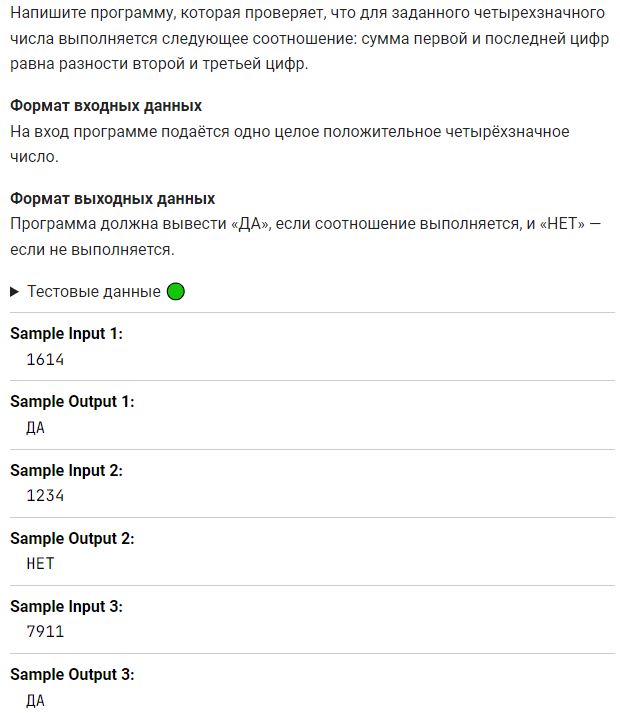 Напишите программу, которая проверяет, что для заданного четырехзначного
числа выполняется следующее соотношение: сумма первой и последней цифр
равна разности второй и третьей цифр.
Формат входных данных
На вход программе подаётся одно целое положительное четырёхзначное
число.
Формат выходных данных
Программа должна вывести «ДА», если соотношение выполняется, и «НЕТ» —
если не выполняется.
Тестовые данные
Sample Input 1:
1614
Sample Output 1:
ДА
Sample Input 2:
1234
Sample Output 2:
НЕТ
Sample Input 3:
7911
Sample Output 3:
ДА